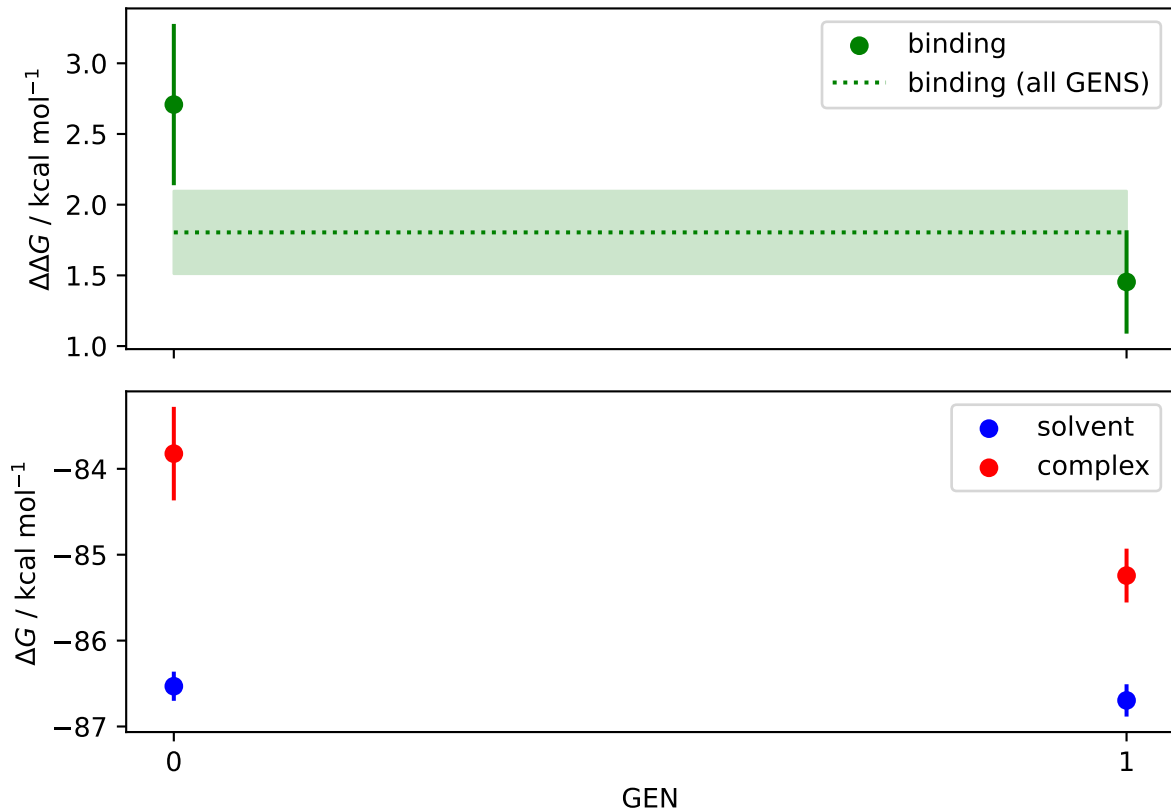 binding
binding (all GENS)
ΔΔG / kcal mol⁻¹
3.0
2.5
2.0
1.5
1.0
solvent
complex
ΔG / kcal mol⁻¹
−84
−85
−86
−87
0 1
GEN